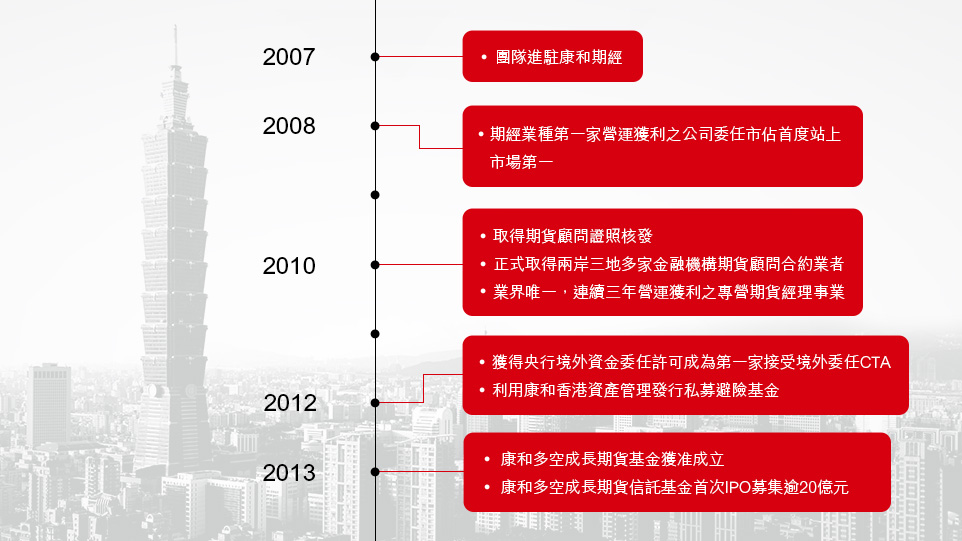 2007
• 團隊進駐康和期經
2008
• 期經業種第一家營運獲利之公司委任市佔首度站上
市場第一
2010
• 取得期貨顧問證照核發
• 正式取得兩岸三地多家金融機構期貨顧問合約業者
• 業界唯一，連續三年營運獲利之專營期貨經理事業
2012
• 獲得央行境外資金委任許可成為第一家接受境外委任CTA
• 利用康和香港資產管理發行私募避險基金
2013
• 康和多空成長期貨基金獲准成立
• 康和多空成長期貨信託基金首次IPO募集逾20億元